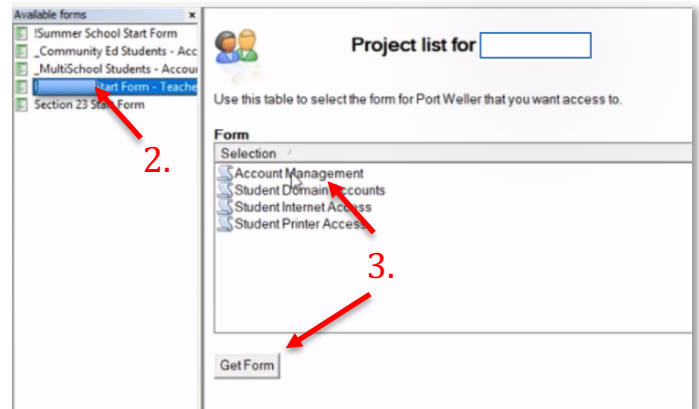 Available forms x
!Summer School Start Form
_Community Ed Students - Acc
_MultiSchool Students - Accou
Start Form - Teache
Section 23 Start Form
2.
Project list for
Use this table to select the form for Port Weller that you want access to.
Form
Selection
Account Management
Student Domain Accounts
Student Internet Access
Student Printer Access
3.
Get Form